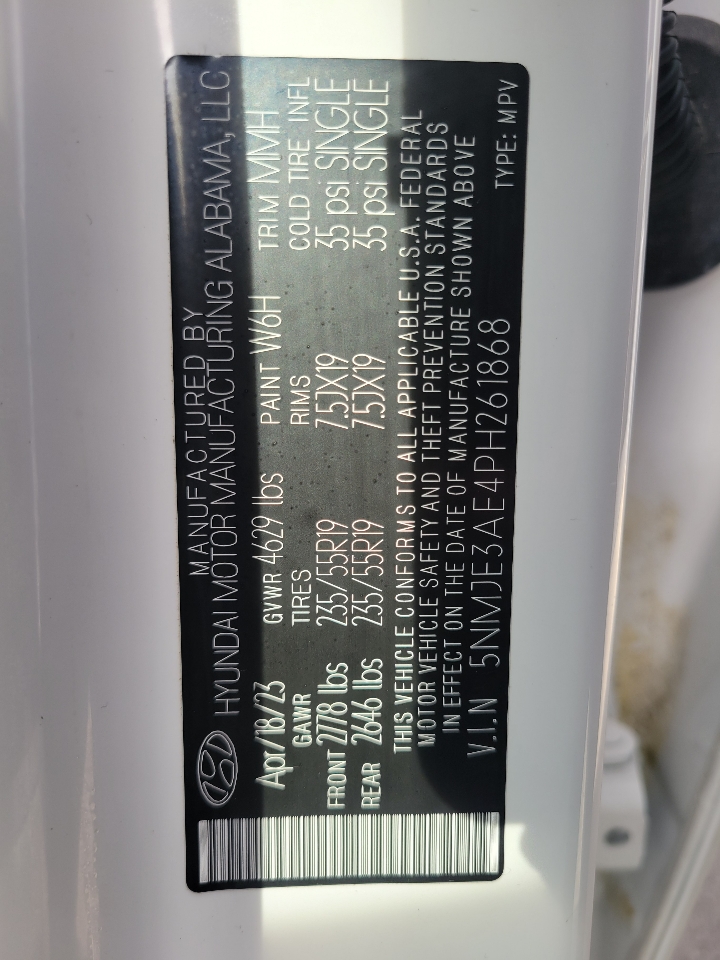 MANUFACTURED BY
HYUNDAI MOTOR MANUFACTURING ALABAMA, LLC
Apr/18/23 GVWR 4629 lbs PAINT W6H TRIM MMH
GAWR TIRES RIMS COLD TIRE INFL
FRONT 2778 lbs 235/55R19 7.5JX19 35 psi SINGLE
REAR 2646 lbs 235/55R19 7.5JX19 35 psi SINGLE
THIS VEHICLE CONFORMS TO ALL APPLICABLE U.S.A. FEDERAL
MOTOR VEHICLE SAFETY AND THEFT PREVENTION STANDARDS
IN EFFECT ON THE DATE OF MANUFACTURE SHOWN ABOVE
V.I.N 5NMJE3AE4PH261868 TYPE: MPV